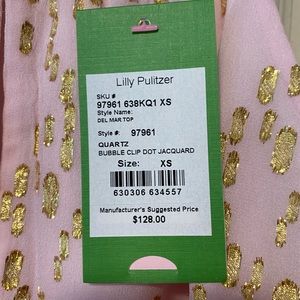 Lilly Pulitzer
SKU #
97961 638KQ1 XS
Style Name:
DEL MAR TOP
Style #: 97961
QUARTZ
BUBBLE CLIP DOT JACQUARD
Size: XS
630306 634557
Manufacturer's Suggested Price
$128.00